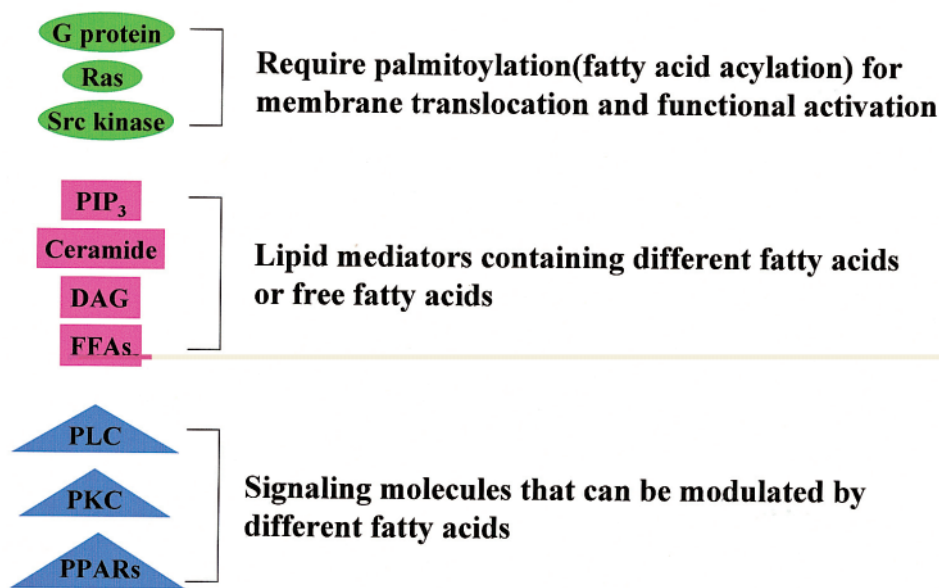 G protein
Ras
Src kinase
Require palmitoylation(fatty acid acylation) for
membrane translocation and functional activation
PIP₃
Ceramide
DAG
FFAs
Lipid mediators containing different fatty acids
or free fatty acids
PLC
PKC
PPARs
Signaling molecules that can be modulated by
different fatty acids